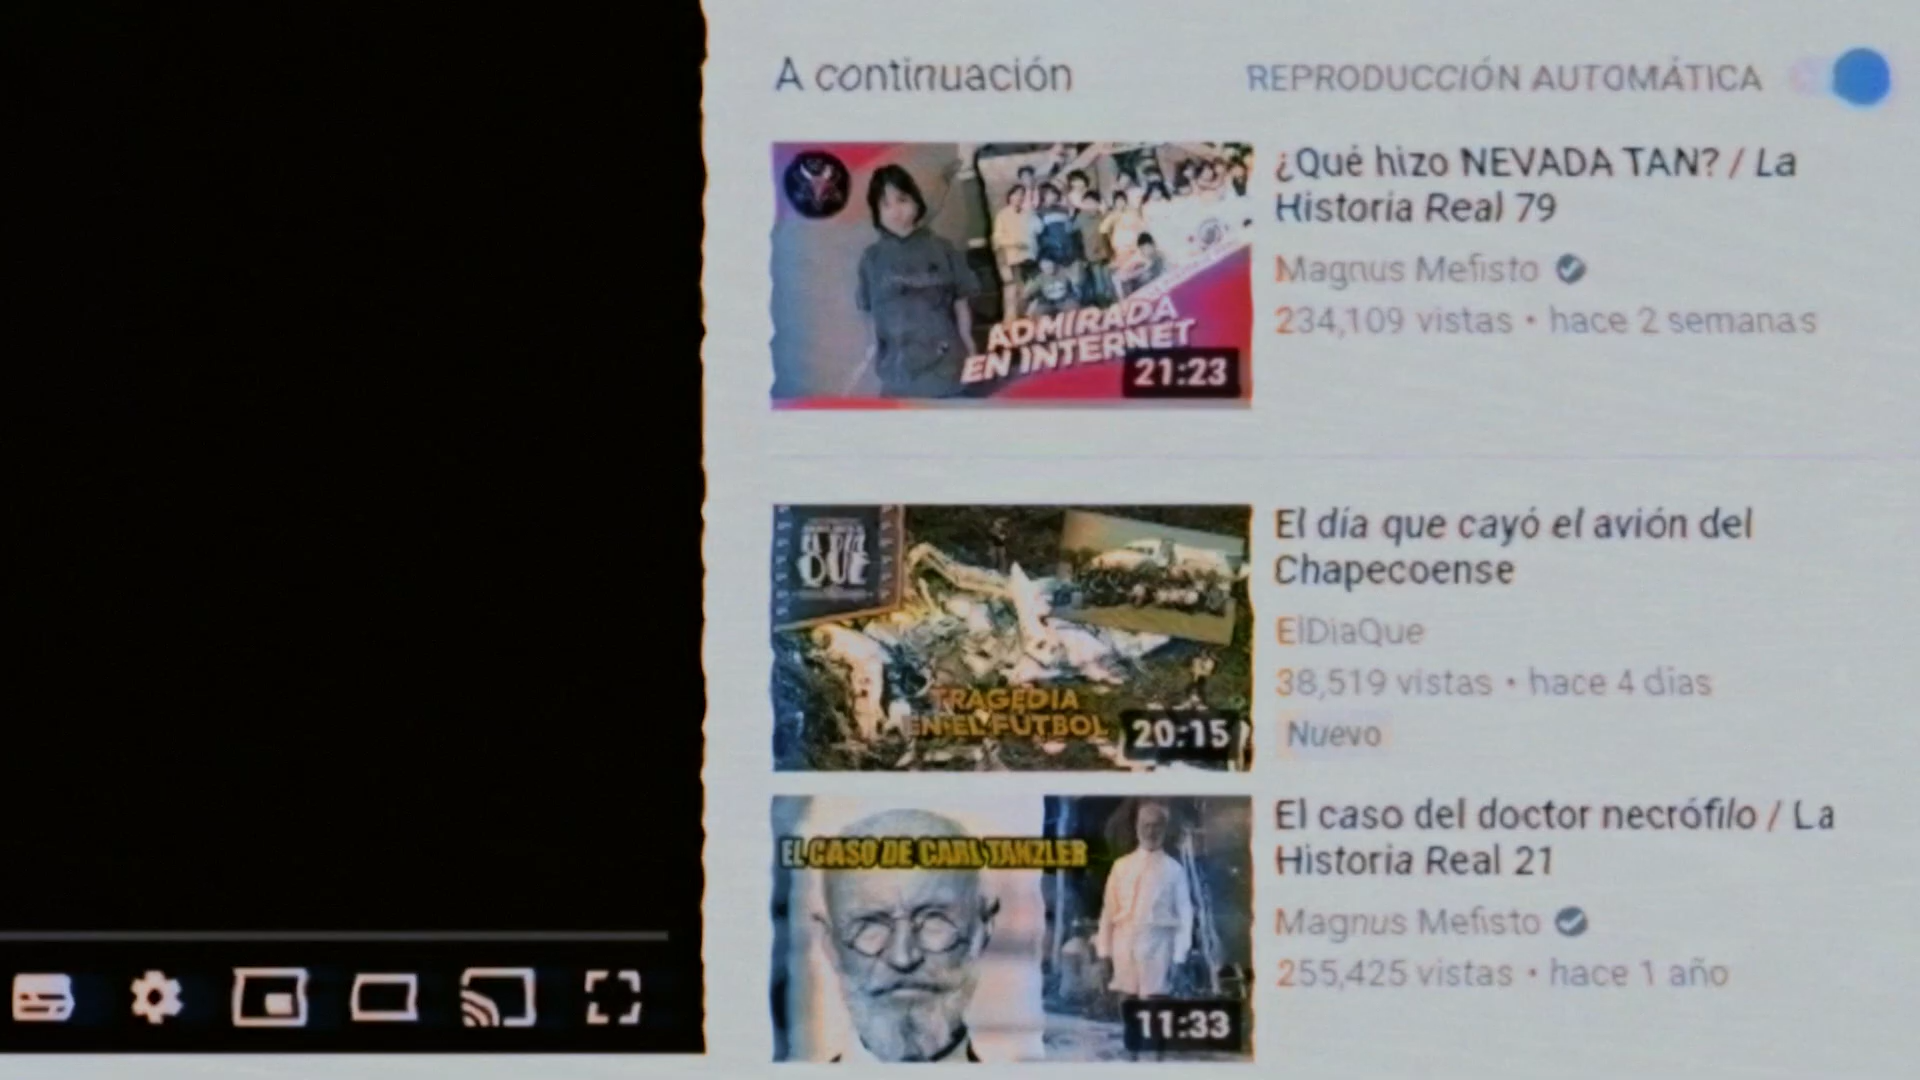 A continuación
REPRODUCCIÓN AUTOMÁTICA
ADMIRADA
EN INTERNET
21:23
¿Qué hizo NEVADA TAN? / La
Historia Real 79
Magnus Mefisto
234,109 vistas • hace 2 semanas
TRAGEDIA
EN EL FÚTBOL
20:15
El día que cayó el avión del
Chapecoense
ElDiaQue
38,519 vistas • hace 4 días
Nuevo
EL CASO DE CARL TANZLER
11:33
El caso del doctor necrófilo / La
Historia Real 21
Magnus Mefisto
255,425 vistas • hace 1 año